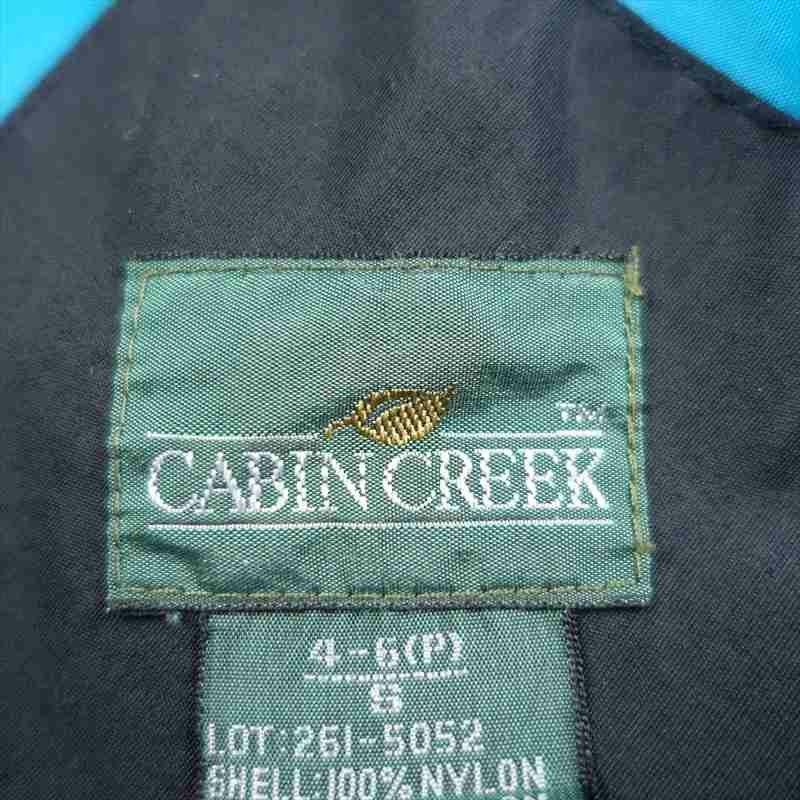 TM
CABIN CREEK
4-6(P)
S
LOT:261-5052
SHELL:100% NYLON